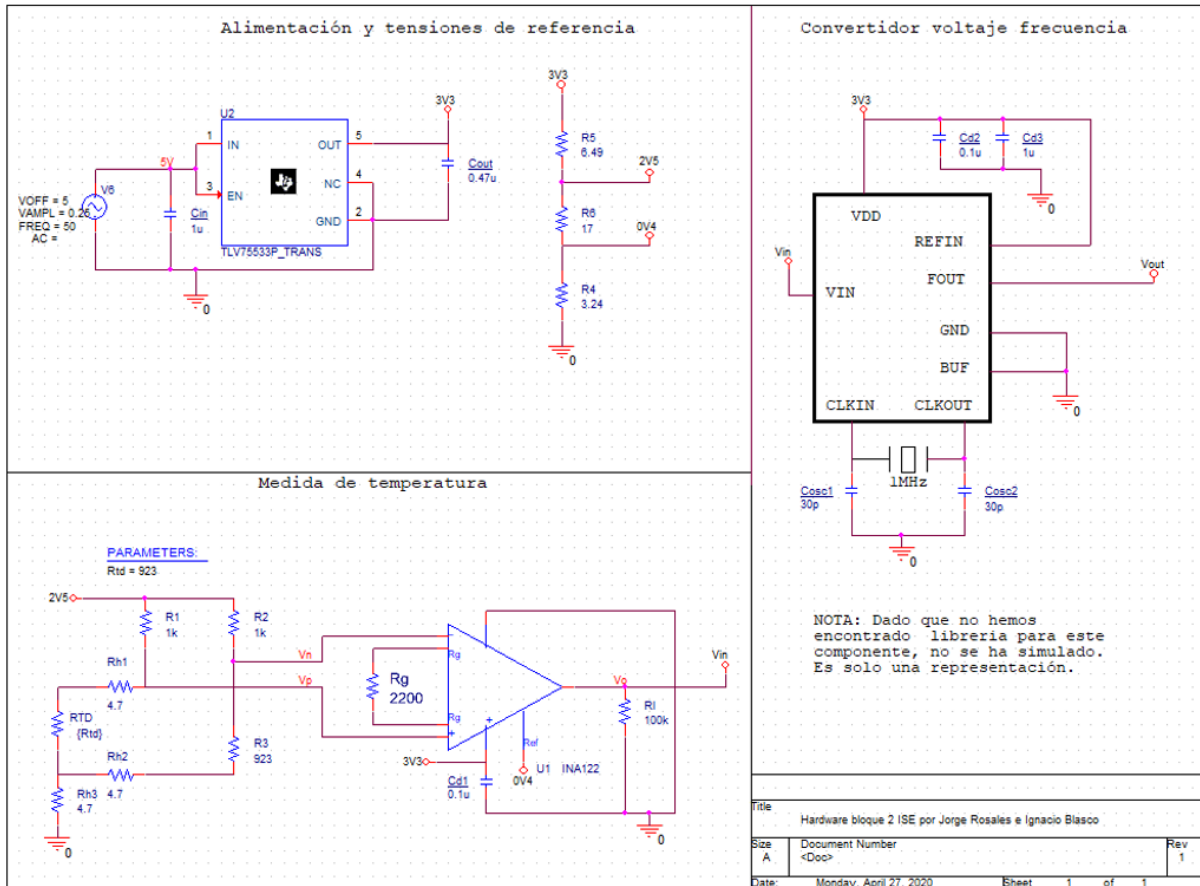 Alimentación y tensiones de referencia
U2
1
IN
OUT
5
3
EN
NC
4
GND
2
TLV75533P_TRANS
5V
V6
VOFF = 5
VAMPL = 0.25
FREQ = 50
AC =
Cin
1u
0
3V3
Cout
0.47u
3V3
R5
6.49
2V5
R6
17
0V4
R4
3.24
0
Convertidor voltaje frecuencia
3V3
Cd2
0.1u
Cd3
1u
0
VDD
REFIN
Vin
VIN
FOUT
Vout
GND
BUF
0
CLKIN
CLKOUT
1MHz
Cosc1
30p
Cosc2
30p
0
NOTA: Dado que no hemos
encontrado libreria para este
componente, no se ha simulado.
Es solo una representación.
Medida de temperatura
PARAMETERS:
Rtd = 923
2V5
R1
1k
R2
1k
Rh1
4.7
RTD
{Rtd}
Rh2
4.7
Rh3
4.7
0
R3
923
Vn
Vp
Rg
2200
-
Rg
Rg
+
+
-
Ref
3V3
Cd1
0.1u
0V4
U1 INA122
Vo
Vin
Rl
100k
0
Title
Hardware bloque 2 ISE por Jorge Rosales e Ignacio Blasco
Size
A
Document Number
<Doc>
Rev
1
Date:
Monday, April 27, 2020
Sheet 1 of 1